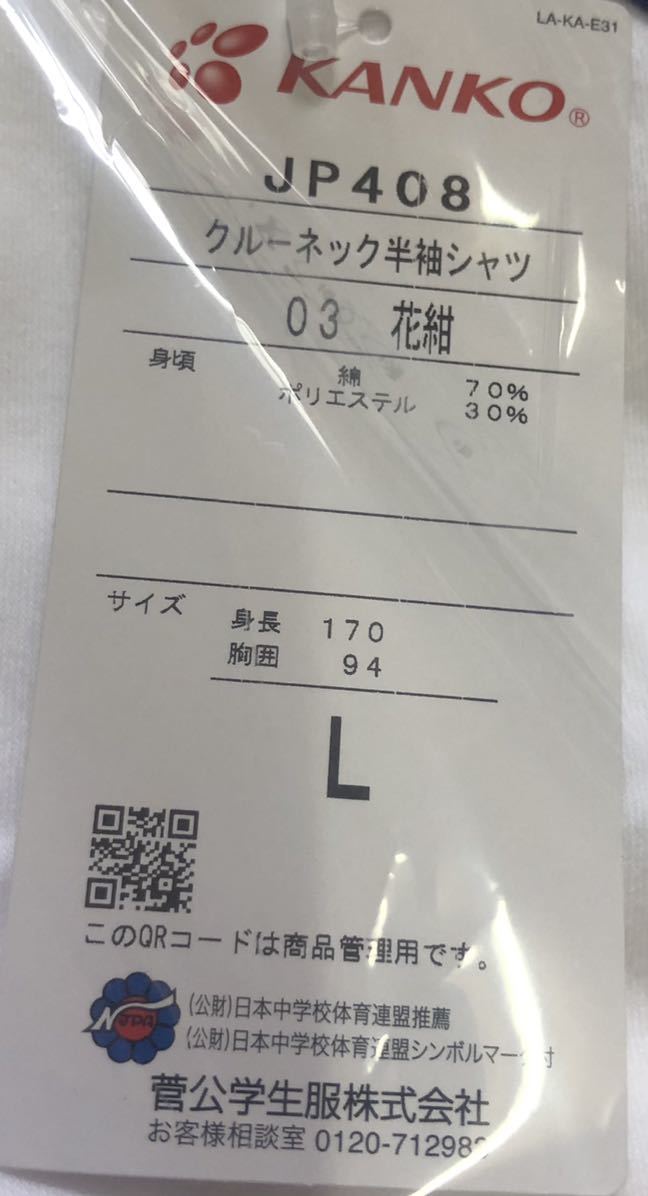 LA-KA-E31
KANKO®
JP408
クルーネック半袖シャツ
03 花紺
身頃 綿 70%
ポリエステル 30%
サイズ 身長 170
胸囲 94
L
このQRコードは商品管理用です。
JPA
(公財)日本中学校体育連盟推薦
(公財)日本中学校体育連盟シンボルマーク付
菅公学生服株式会社
お客様相談室